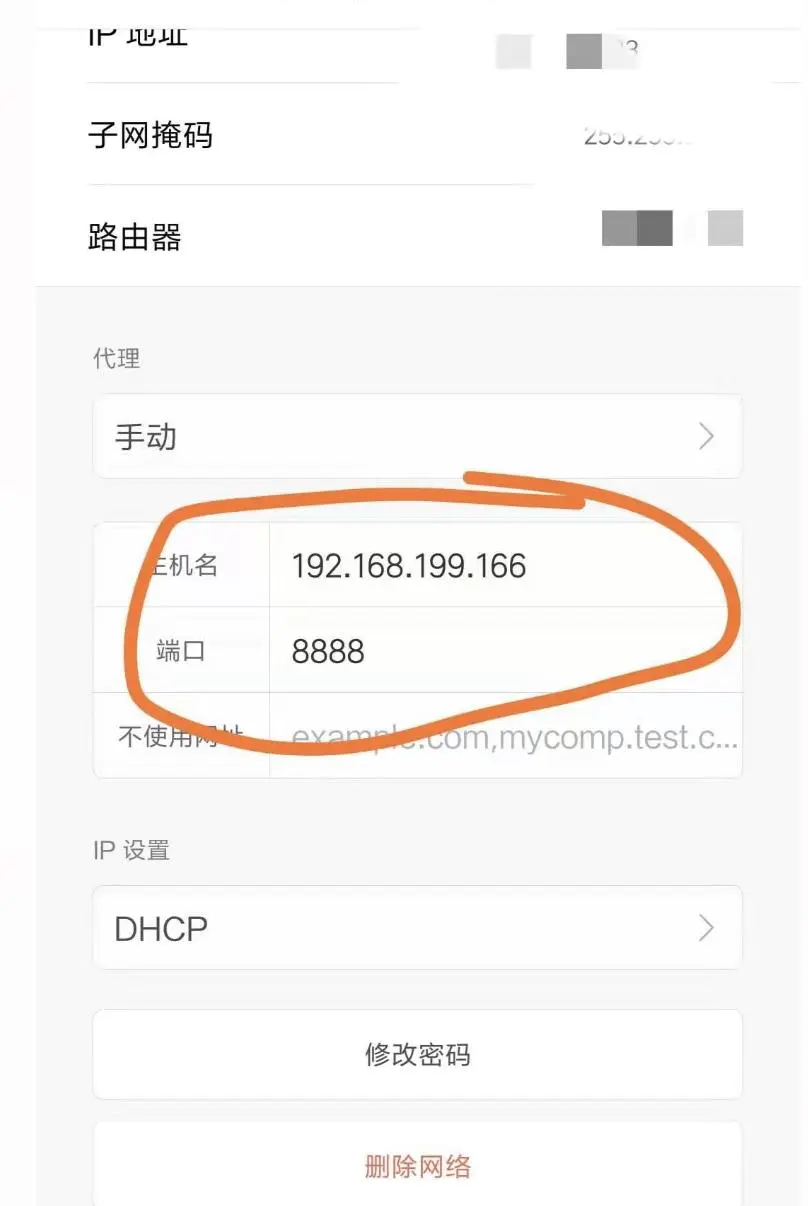 IP 地址
子网掩码
路由器
代理
手动
主机名 192.168.199.166
端口 8888
不使用网址 example.com,mycomp.test.c...
IP 设置
DHCP
修改密码
删除网络